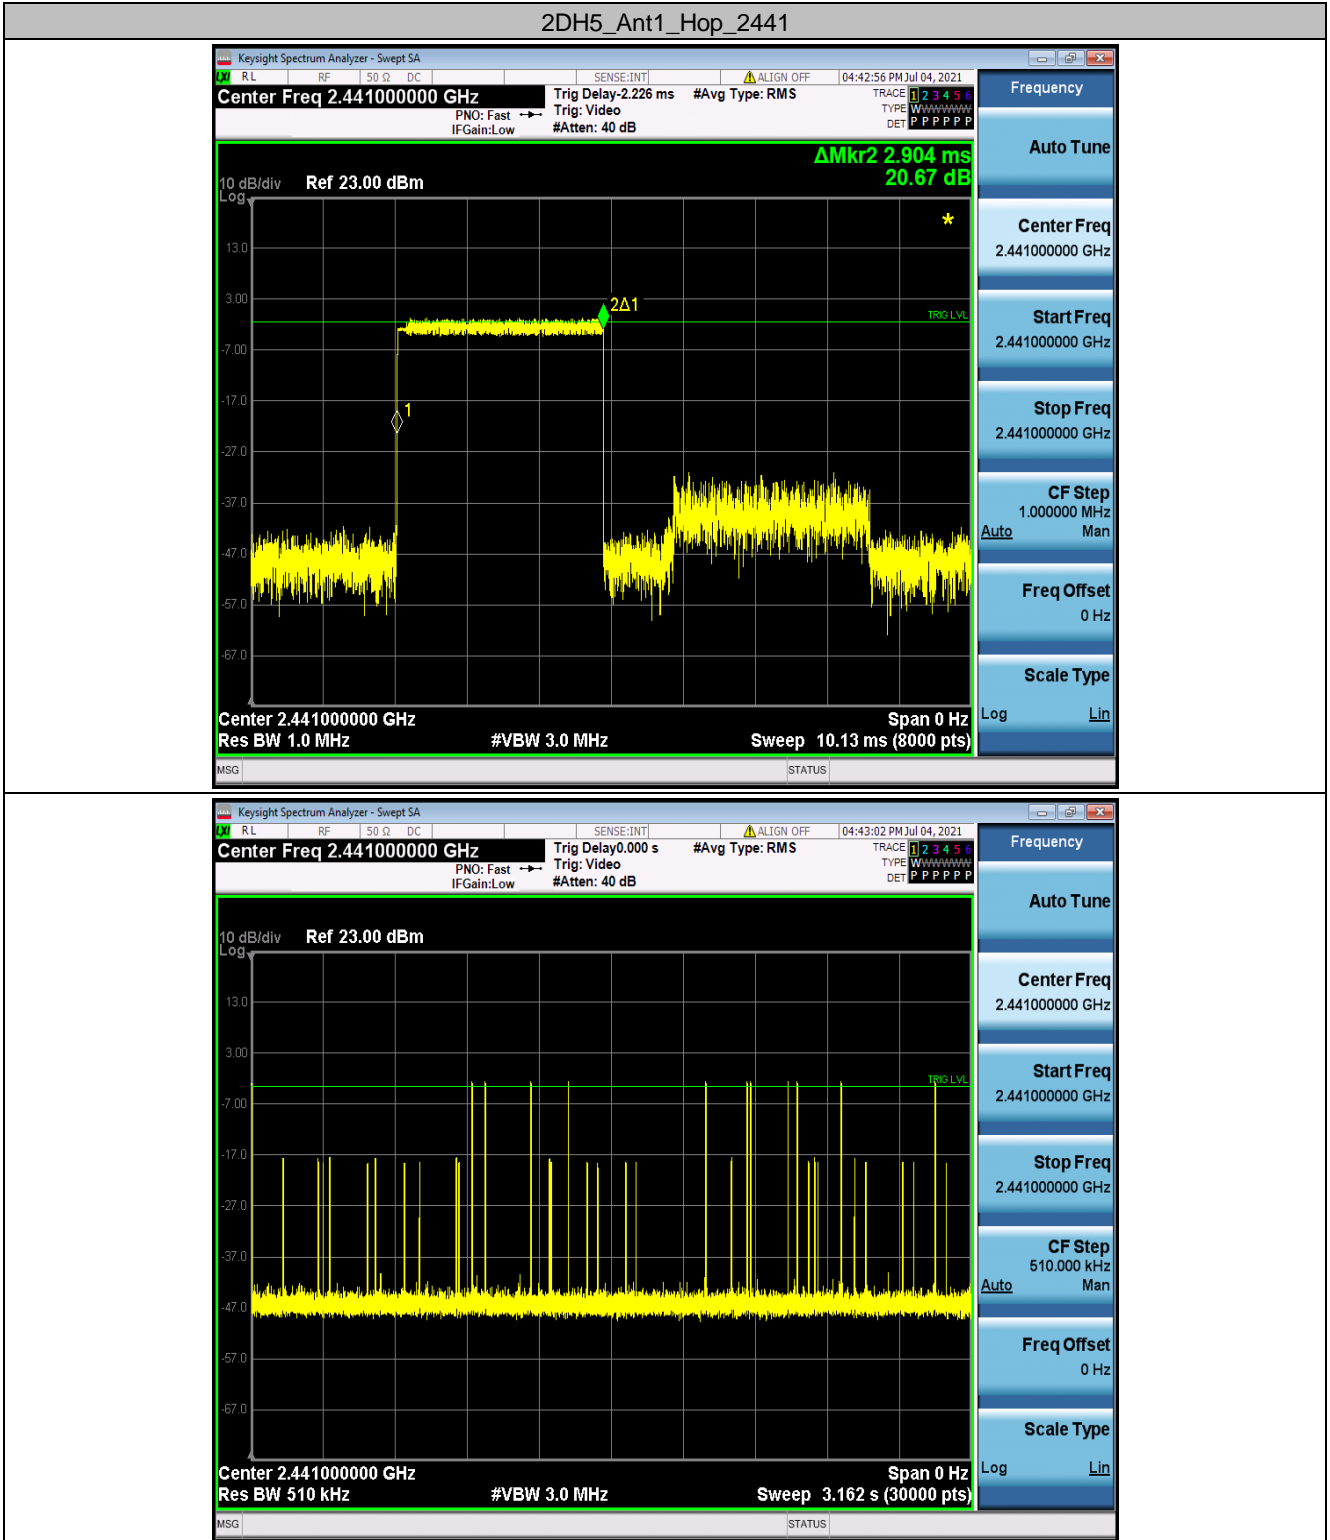 2DH5_Ant1_Hop_2441
Keysight Spectrum Analyzer - Swept SA
LXI RL RF 50 Ω DC SENSE:INT ALIGN OFF 04:42:56 PM Jul 04, 2021
Center Freq 2.441000000 GHz Trig Delay-2.226 ms #Avg Type: RMS TRACE 1 2 3 4 5 6
PNO: Fast Trig: Video TYPE WWWWWW
IFGain:Low #Atten: 40 dB DET P P P P P P
ΔMkr2 2.904 ms
20.67 dB
10 dB/div Ref 23.00 dBm
Log
13.0
3.00
2Δ1
TRIG LVL
-7.00
-17.0
1
-27.0
-37.0
-47.0
-57.0
-67.0
Center 2.441000000 GHz Span 0 Hz
Res BW 1.0 MHz #VBW 3.0 MHz Sweep 10.13 ms (8000 pts)
MSG STATUS
Frequency
Auto Tune
Center Freq
2.441000000 GHz
Start Freq
2.441000000 GHz
Stop Freq
2.441000000 GHz
CF Step
1.000000 MHz
Auto Man
Freq Offset
0 Hz
Scale Type
Log Lin
Keysight Spectrum Analyzer - Swept SA
LXI RL RF 50 Ω DC SENSE:INT ALIGN OFF 04:43:02 PM Jul 04, 2021
Center Freq 2.441000000 GHz Trig Delay0.000 s #Avg Type: RMS TRACE 1 2 3 4 5 6
PNO: Fast Trig: Video TYPE WWWWWW
IFGain:Low #Atten: 40 dB DET P P P P P P
10 dB/div Ref 23.00 dBm
Log
13.0
3.00
TRIG LVL
-7.00
-17.0
-27.0
-37.0
-47.0
-57.0
-67.0
Center 2.441000000 GHz Span 0 Hz
Res BW 510 kHz #VBW 3.0 MHz Sweep 3.162 s (30000 pts)
MSG STATUS
Frequency
Auto Tune
Center Freq
2.441000000 GHz
Start Freq
2.441000000 GHz
Stop Freq
2.441000000 GHz
CF Step
510.000 kHz
Auto Man
Freq Offset
0 Hz
Scale Type
Log Lin